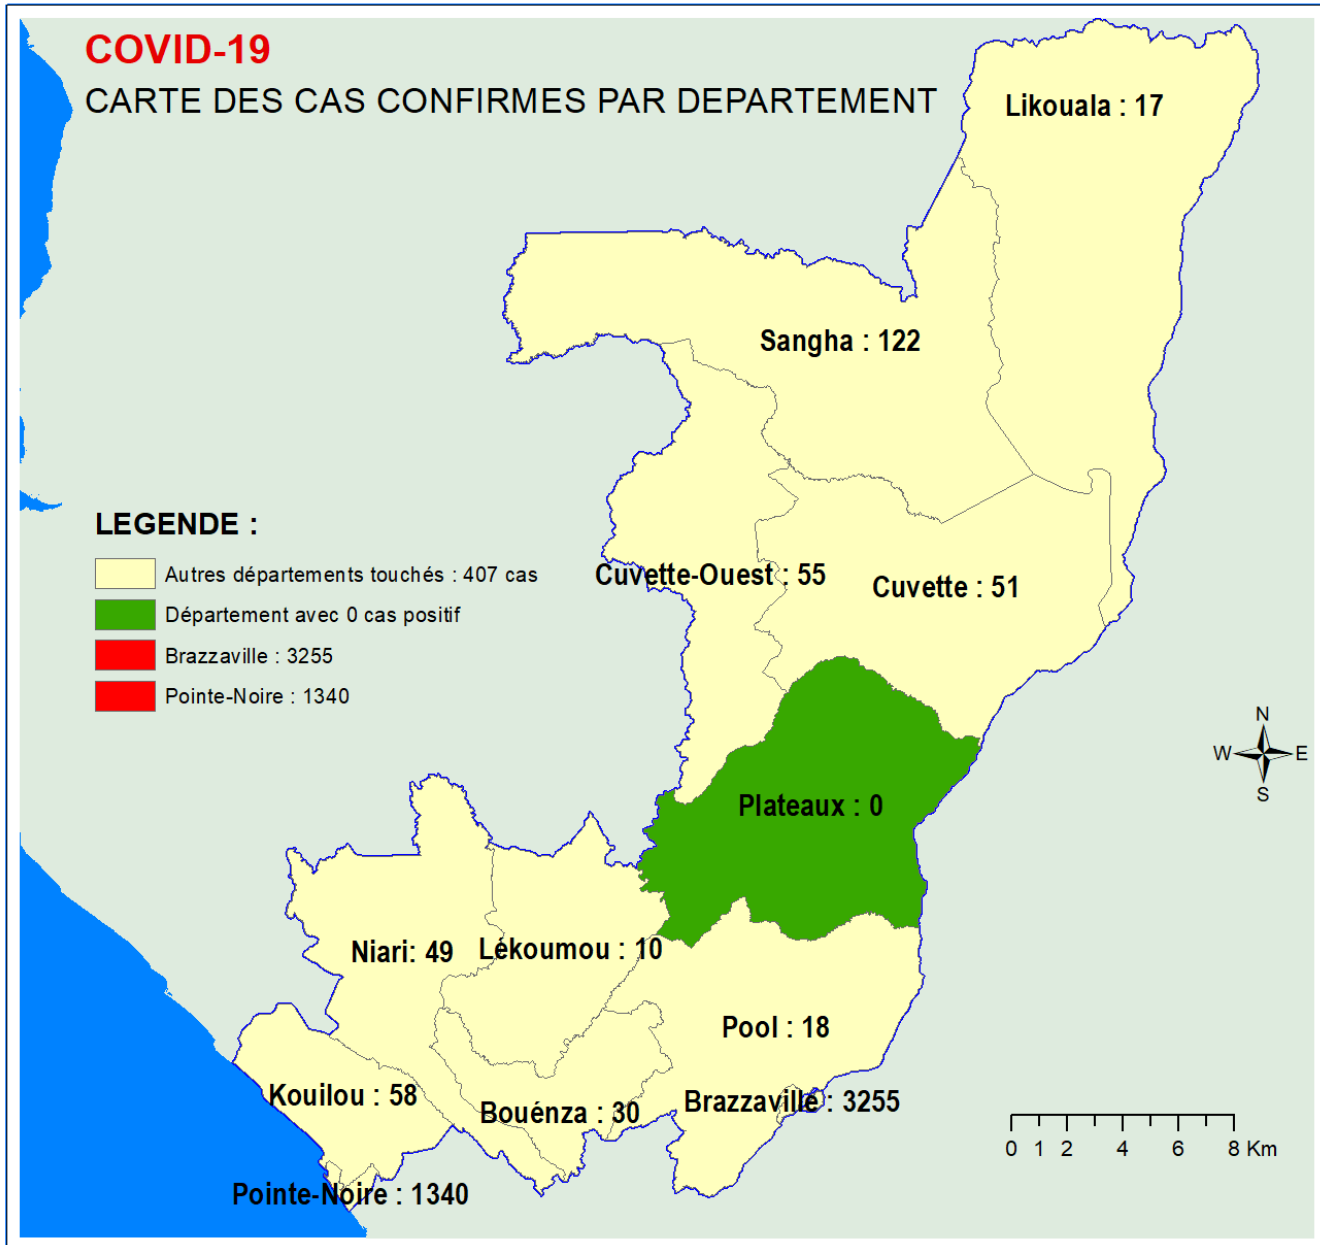 COVID-19
CARTE DES CAS CONFIRMES PAR DEPARTEMENT
Likouala : 17
Sangha : 122
LEGENDE :
Autres départements touchés : 407 cas
Département avec 0 cas positif
Brazzaville : 3255
Pointe-Noire : 1340
Cuvette-Ouest : 55
Cuvette : 51
N
W E
S
Plateaux : 0
Niari: 49
Lékoumou : 10
Pool : 18
Kouilou : 58
Bouénza : 30
Brazzaville : 3255
Pointe-Noire : 1340
0 1 2 4 6 8 Km